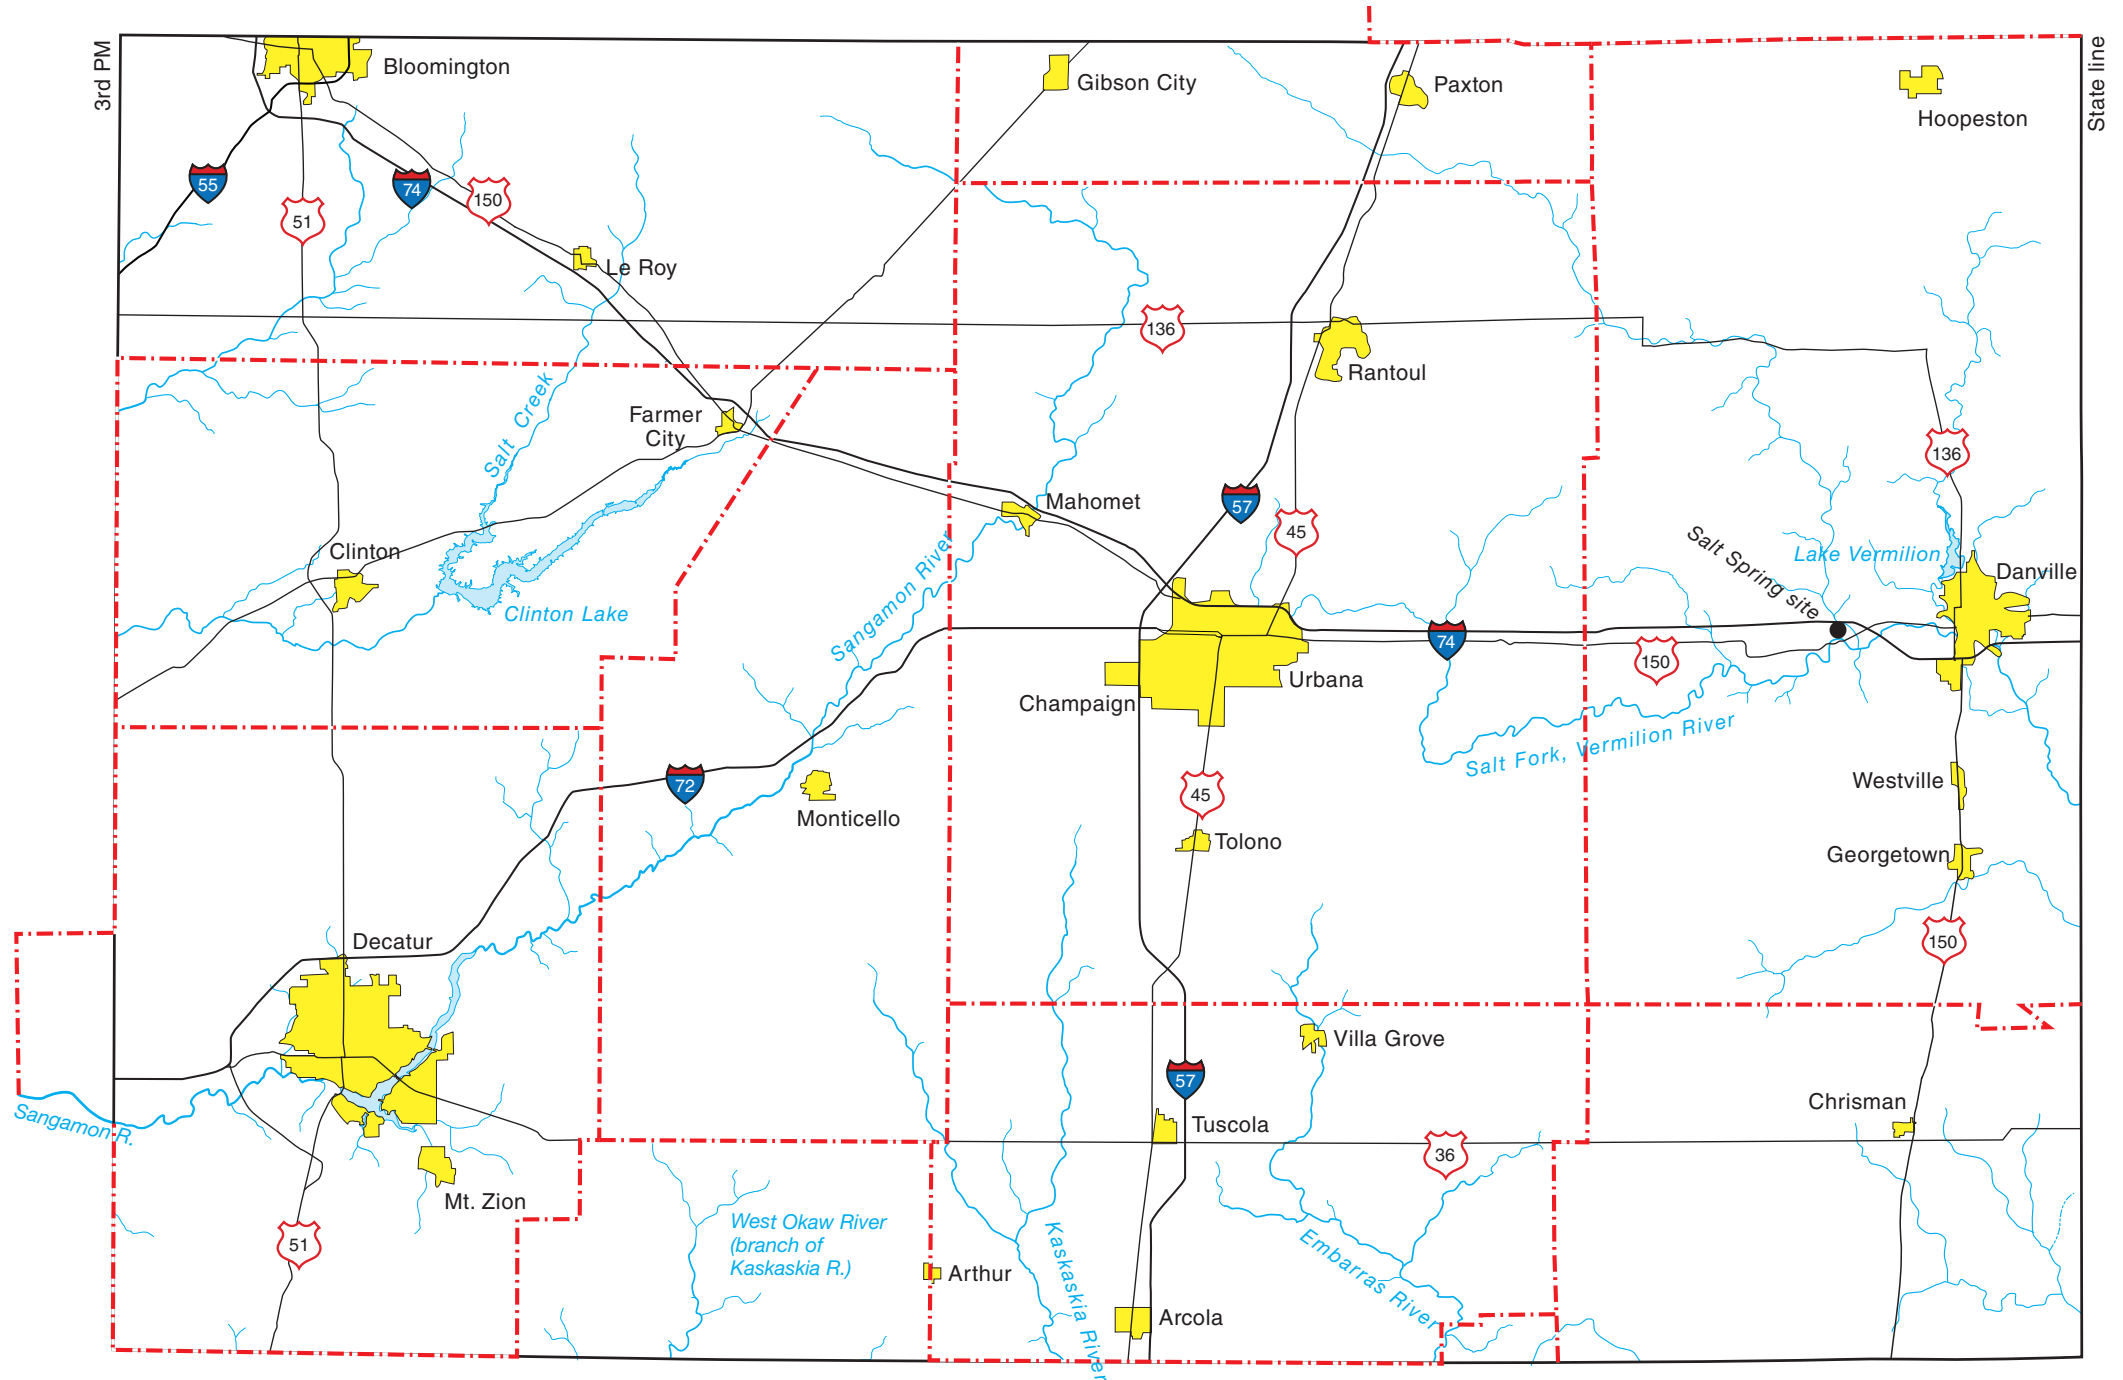 3rd PM
Bloomington
Gibson City
Paxton
Hoopeston
State line
55
74
150
51
Le Roy
136
Rantoul
Salt Creek
Farmer
City
Mahomet
57
45
136
Clinton
Clinton Lake
Sangamon River
Salt Spring site
Lake Vermilion
Danville
74
150
Urbana
Champaign
Salt Fork, Vermilion River
72
Monticello
45
Tolono
Westville
Georgetown
150
Decatur
Villa Grove
57
Sangamon R.
Tuscola
Chrisman
36
Mt. Zion
51
West Okaw River
(branch of
Kaskaskia R.)
Arthur
Kaskaskia River
Embarras River
Arcola